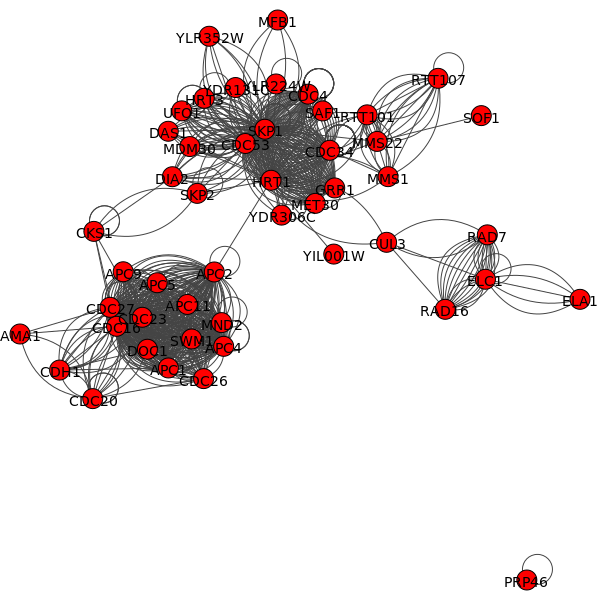 MFB1
YLR352W
RTT107
YLR224W
YDR131C
CDC4
HRT3
UFO1
SAF1
RTT101
SOF1
DAS1
SKP1
MMS22
CDC53
MDM30
CDC34
DIA2
HRT1
MMS1
GRR1
SKP2
MET30
YDR306C
CKS1
RAD7
CUL3
YIL001W
APC9
APC2
APC5
ELC1
ELA1
APC11
CDC27
RAD16
CDC23
MND2
CDC16
AMA1
SWM1
APC4
DOC1
CDH1
APC1
CDC26
CDC20
PRP46